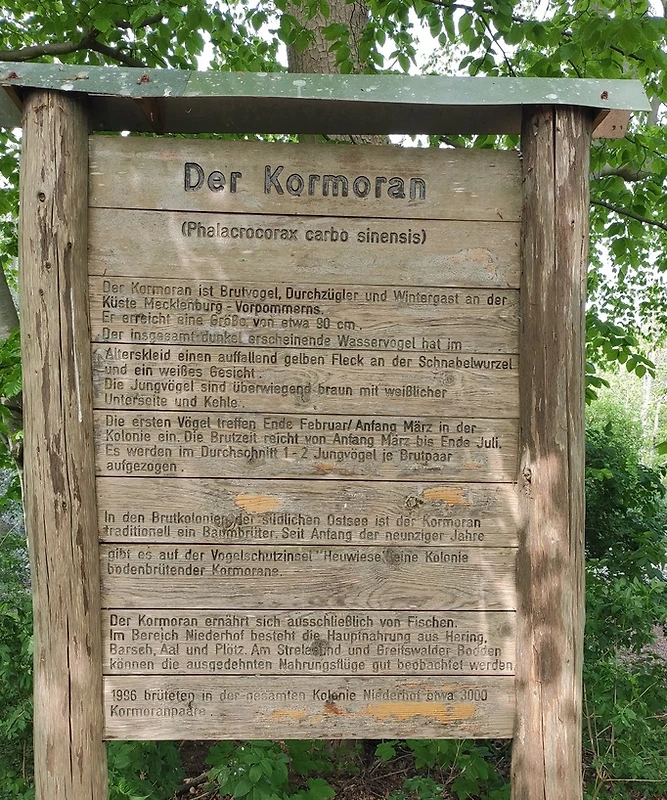 Der Kormoran
(Phalacrocorax carbo sinensis)
Der Kormoran ist Brutvogel, Durchzügler und Wintergast an der
Küste Mecklenburg - Vorpommerns.
Er erreicht eine Größe von etwa 90 cm.
Der insgesamt dunkel erscheinende Wasservogel hat im
Alterskleid einen auffallend gelben Fleck an der Schnabelwurzel
und ein weißes Gesicht.
Die Jungvögel sind überwiegend braun mit weißlicher
Unterseite und Kehle.
Die ersten Vögel treffen Ende Februar/Anfang März in der
Kolonie ein. Die Brutzeit reicht von Anfang März bis Ende Juli.
Es werden im Durchschnitt 1-2 Jungvögel je Brutpaar
aufgezogen.
In den Brutkolonien der südlichen Ostsee ist der Kormoran
traditionell ein Baumbrüter. Seit Anfang der neunziger Jahre
gibt es auf der Vogelschutzinsel "Heuwiese" eine Kolonie
bodenbrütender Kormorane.
Der Kormoran ernährt sich ausschließlich von Fischen.
Im Bereich Niederhof besteht die Hauptnahrung aus Hering,
Barsch, Aal und Plötz. Am Strelasund und Greifswalder Bodden
können die ausgedehnten Nahrungsflüge gut beobachtet werden.
1996 brüteten in der gesamten Kolonie Niederhof etwa 3000
Kormoranpaare.